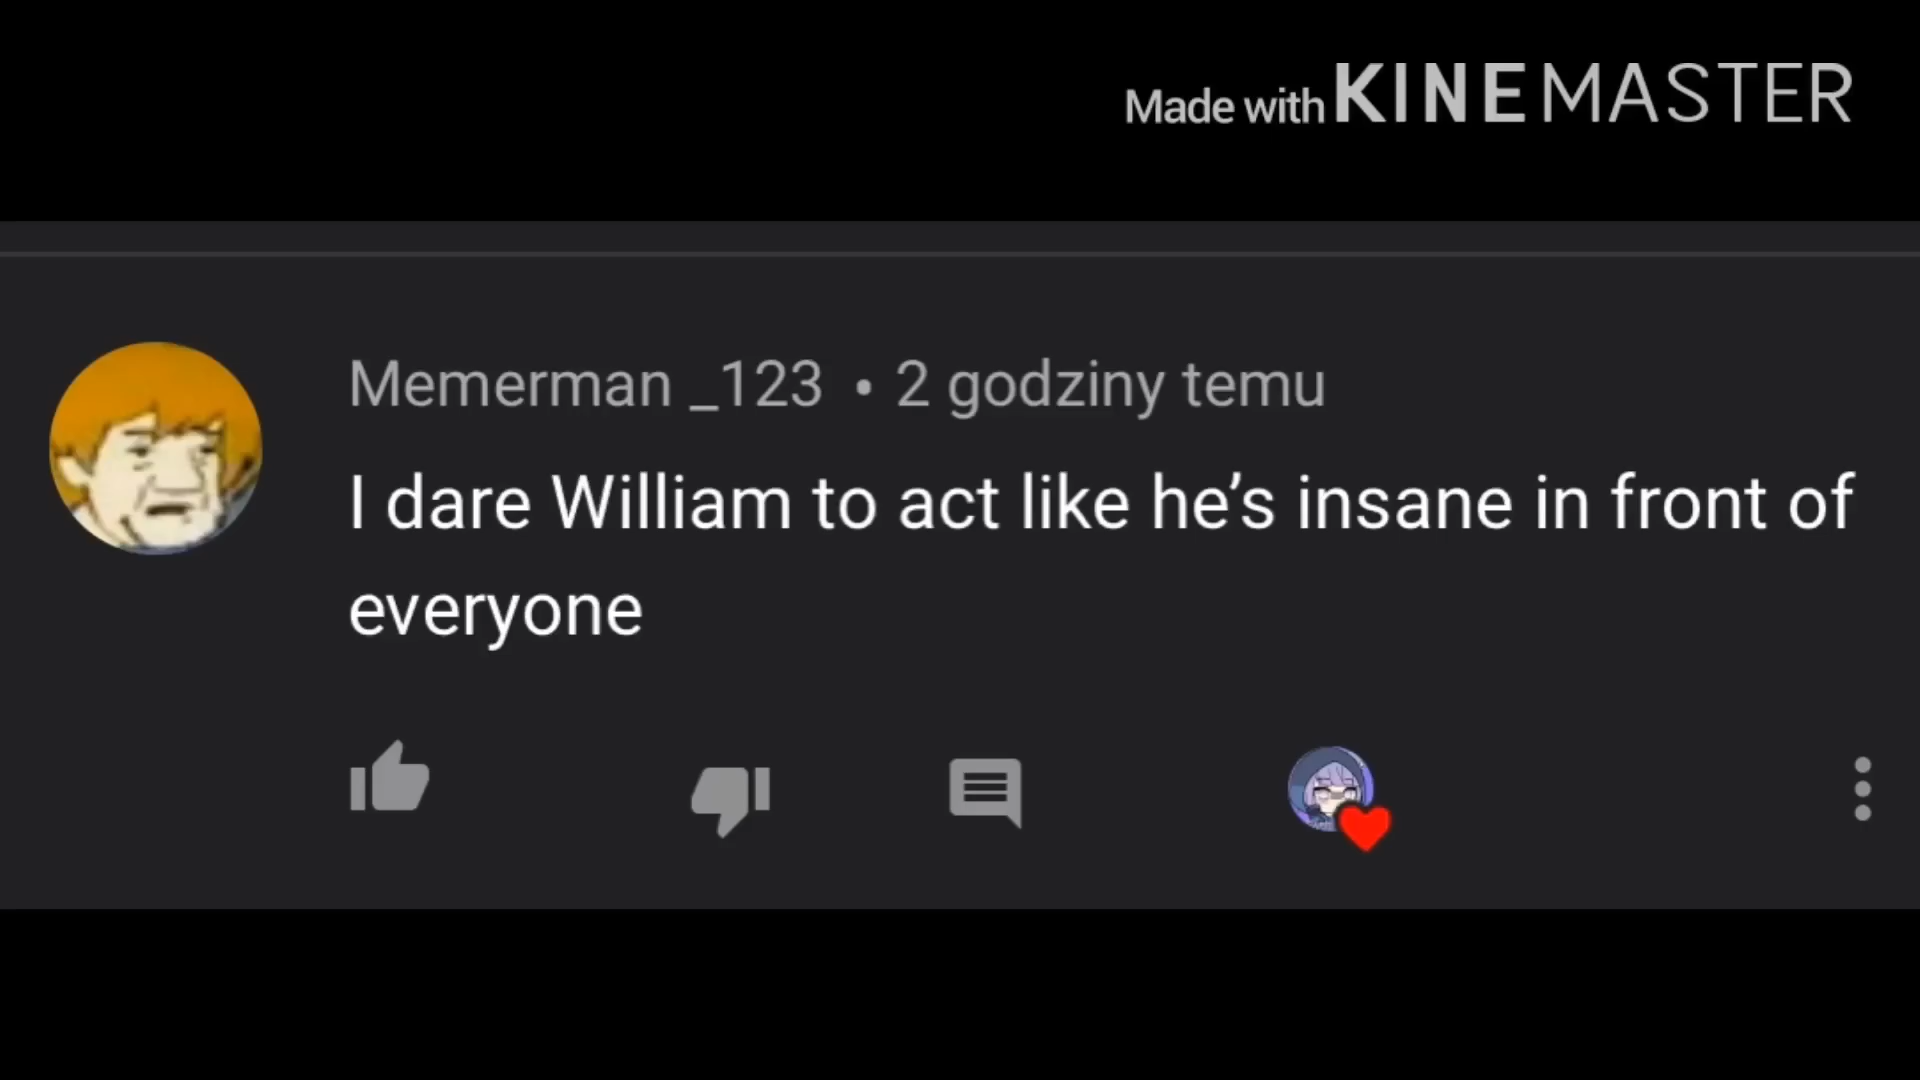 Made with KINEMASTER
Memerman _123 • 2 godziny temu
I dare William to act like he’s insane in front of
everyone